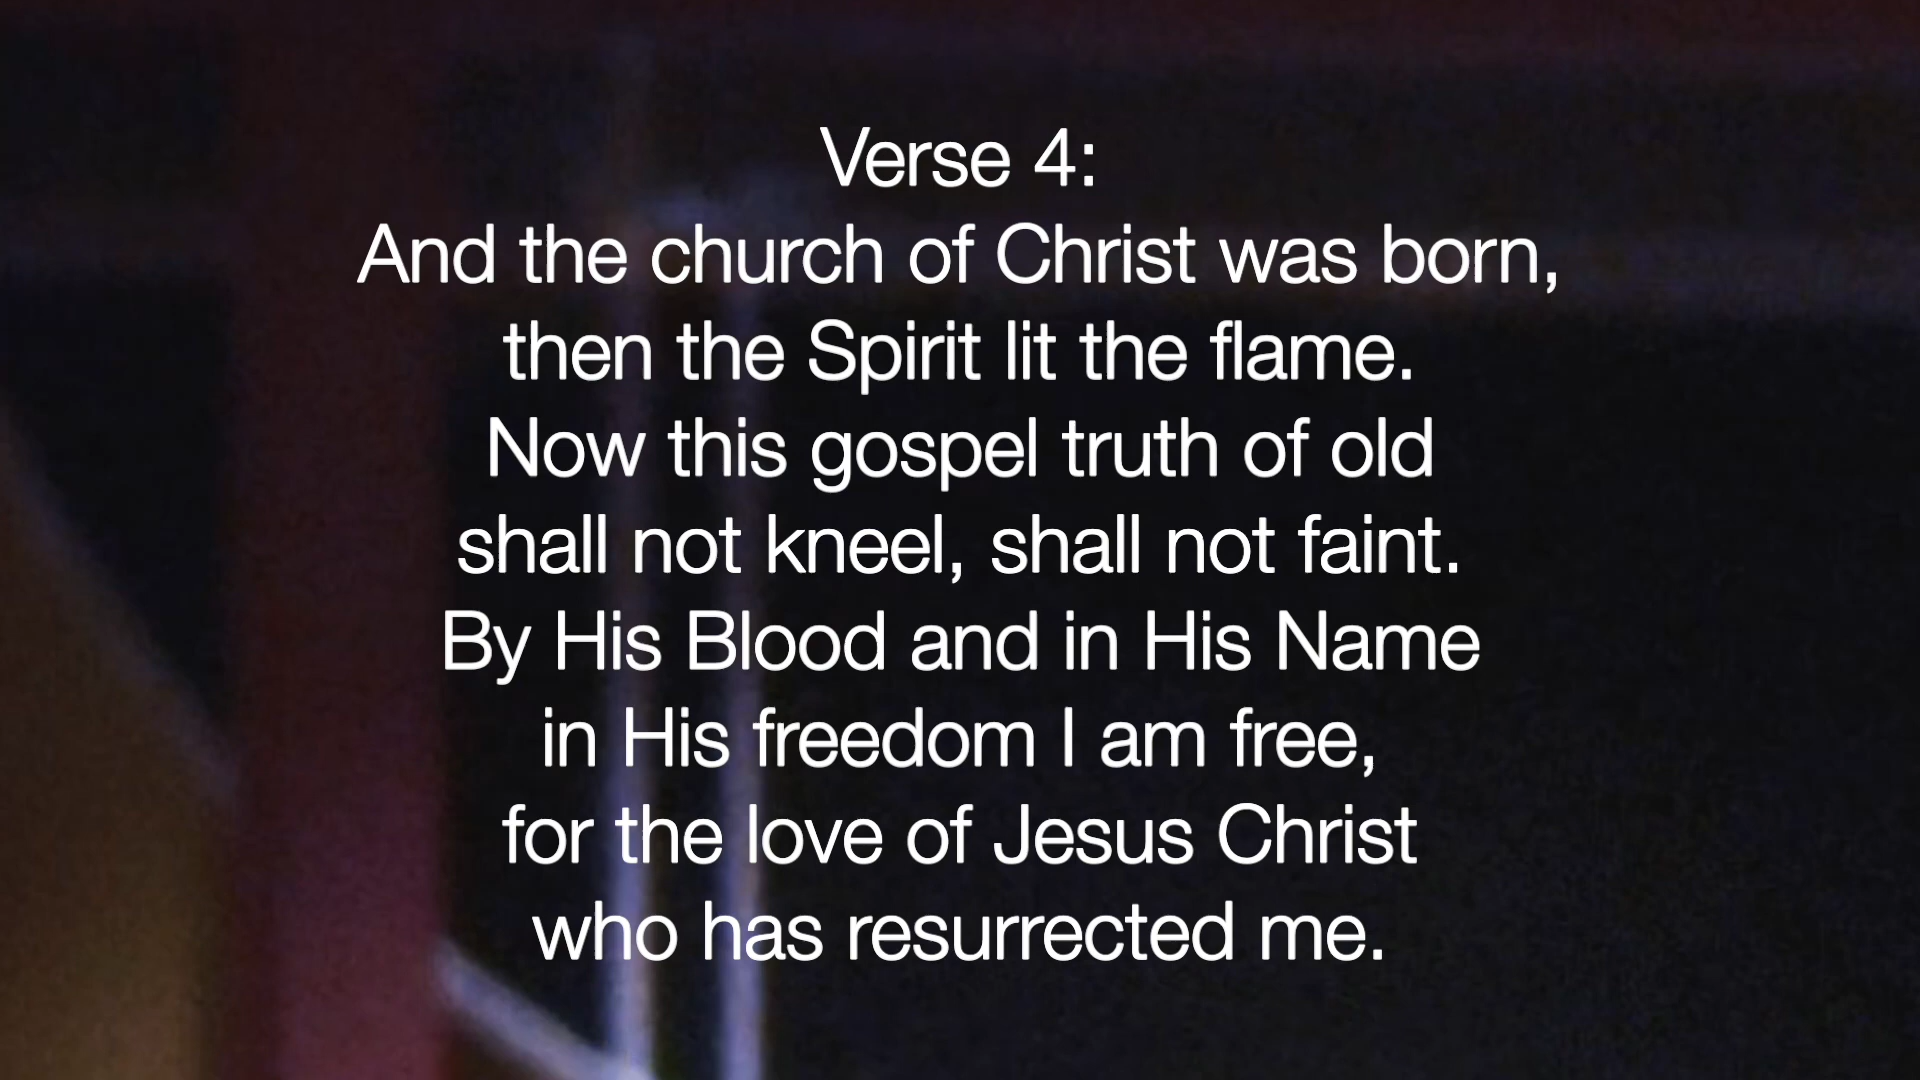 Verse 4:
And the church of Christ was born,
then the Spirit lit the flame.
Now this gospel truth of old
shall not kneel, shall not faint.
By His Blood and in His Name
in His freedom I am free,
for the love of Jesus Christ
who has resurrected me.